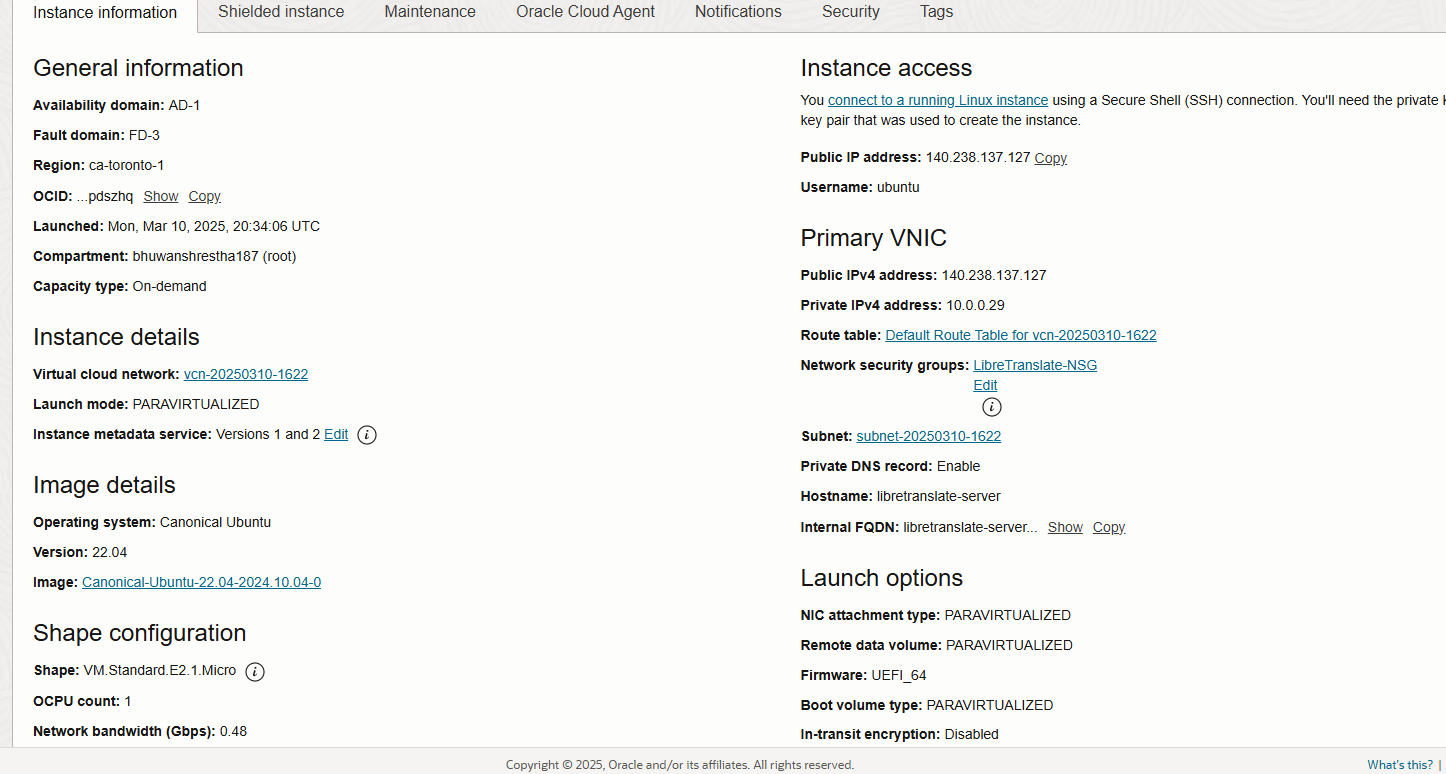 Instance information
Shielded instance
Maintenance
Oracle Cloud Agent
Notifications
Security
Tags
General information
Availability domain: AD-1
Fault domain: FD-3
Region: ca-toronto-1
OCID: ...pdszhq Show Copy
Launched: Mon, Mar 10, 2025, 20:34:06 UTC
Compartment: bhuwanshrestha187 (root)
Capacity type: On-demand
Instance details
Virtual cloud network: vcn-20250310-1622
Launch mode: PARAVIRTUALIZED
Instance metadata service: Versions 1 and 2 Edit
Image details
Operating system: Canonical Ubuntu
Version: 22.04
Image: Canonical-Ubuntu-22.04-2024.10.04-0
Shape configuration
Shape: VM.Standard.E2.1.Micro
OCPU count: 1
Network bandwidth (Gbps): 0.48
Instance access
You connect to a running Linux instance using a Secure Shell (SSH) connection. You'll need the private
key pair that was used to create the instance.
Public IP address: 140.238.137.127 Copy
Username: ubuntu
Primary VNIC
Public IPv4 address: 140.238.137.127
Private IPv4 address: 10.0.0.29
Route table: Default Route Table for vcn-20250310-1622
Network security groups: LibreTranslate-NSG
Edit
Subnet: subnet-20250310-1622
Private DNS record: Enable
Hostname: libretranslate-server
Internal FQDN: libretranslate-server... Show Copy
Launch options
NIC attachment type: PARAVIRTUALIZED
Remote data volume: PARAVIRTUALIZED
Firmware: UEFI_64
Boot volume type: PARAVIRTUALIZED
In-transit encryption: Disabled
Copyright © 2025, Oracle and/or its affiliates. All rights reserved.
What's this? |